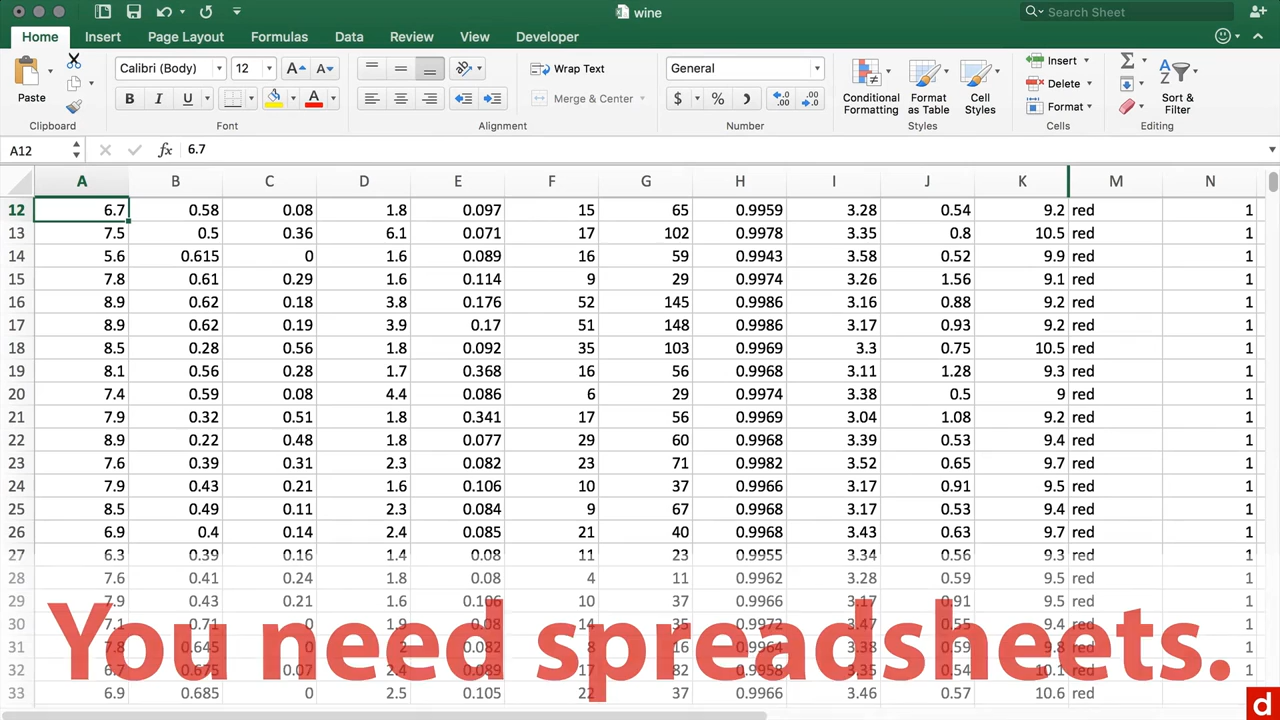 wine
Search Sheet
Home Insert Page Layout Formulas Data Review View Developer
Paste Calibri (Body) 12 A A Wrap Text General Conditional Formatting Format as Table Cell Styles Insert Delete Format Sort & Filter
B I U A Merge & Center $ % ,
Clipboard Font Alignment Number Styles Cells Editing
A12 fx 6.7
A B C D E F G H I J K M N
12 6.7 0.58 0.08 1.8 0.097 15 65 0.9959 3.28 0.54 9.2 red 1
13 7.5 0.5 0.36 6.1 0.071 17 102 0.9978 3.35 0.8 10.5 red 1
14 5.6 0.615 0 1.6 0.089 16 59 0.9943 3.58 0.52 9.9 red 1
15 7.8 0.61 0.29 1.6 0.114 9 29 0.9974 3.26 1.56 9.1 red 1
16 8.9 0.62 0.18 3.8 0.176 52 145 0.9986 3.16 0.88 9.2 red 1
17 8.9 0.62 0.19 3.9 0.17 51 148 0.9986 3.17 0.93 9.2 red 1
18 8.5 0.28 0.56 1.8 0.092 35 103 0.9969 3.3 0.75 10.5 red 1
19 8.1 0.56 0.28 1.7 0.368 16 56 0.9968 3.11 1.28 9.3 red 1
20 7.4 0.59 0.08 4.4 0.086 6 29 0.9974 3.38 0.5 9 red 1
21 7.9 0.32 0.51 1.8 0.341 17 56 0.9969 3.04 1.08 9.2 red 1
22 8.9 0.22 0.48 1.8 0.077 29 60 0.9968 3.39 0.53 9.4 red 1
23 7.6 0.39 0.31 2.3 0.082 23 71 0.9982 3.52 0.65 9.7 red 1
24 7.9 0.43 0.21 1.6 0.106 10 37 0.9966 3.17 0.91 9.5 red 1
25 8.5 0.49 0.11 2.3 0.084 9 67 0.9968 3.17 0.53 9.4 red 1
26 6.9 0.4 0.14 2.4 0.085 21 40 0.9968 3.43 0.63 9.7 red 1
27 6.3 0.39 0.16 1.4 0.08 11 23 0.9955 3.34 0.56 9.3 red 1
28 7.6 0.41 0.24 1.8 0.08 4 11 0.9962 3.28 0.59 9.5 red 1
29 7.9 0.43 0.21 1.6 0.106 10 37 0.9966 3.17 0.91 9.5 red 1
30 7.1 0.71 0 1.9 0.08 14 35 0.9972 3.47 0.55 9.4 red 1
31 7.8 0.645 0 2 0.082 8 16 0.9964 3.38 0.59 9.8 red 1
32 6.7 0.675 0.07 2.4 0.089 17 82 0.9958 3.35 0.54 10.1 red 1
33 6.9 0.685 0 2.5 0.105 22 37 0.9966 3.46 0.57 10.6 red 1
You need spreadsheets.
d